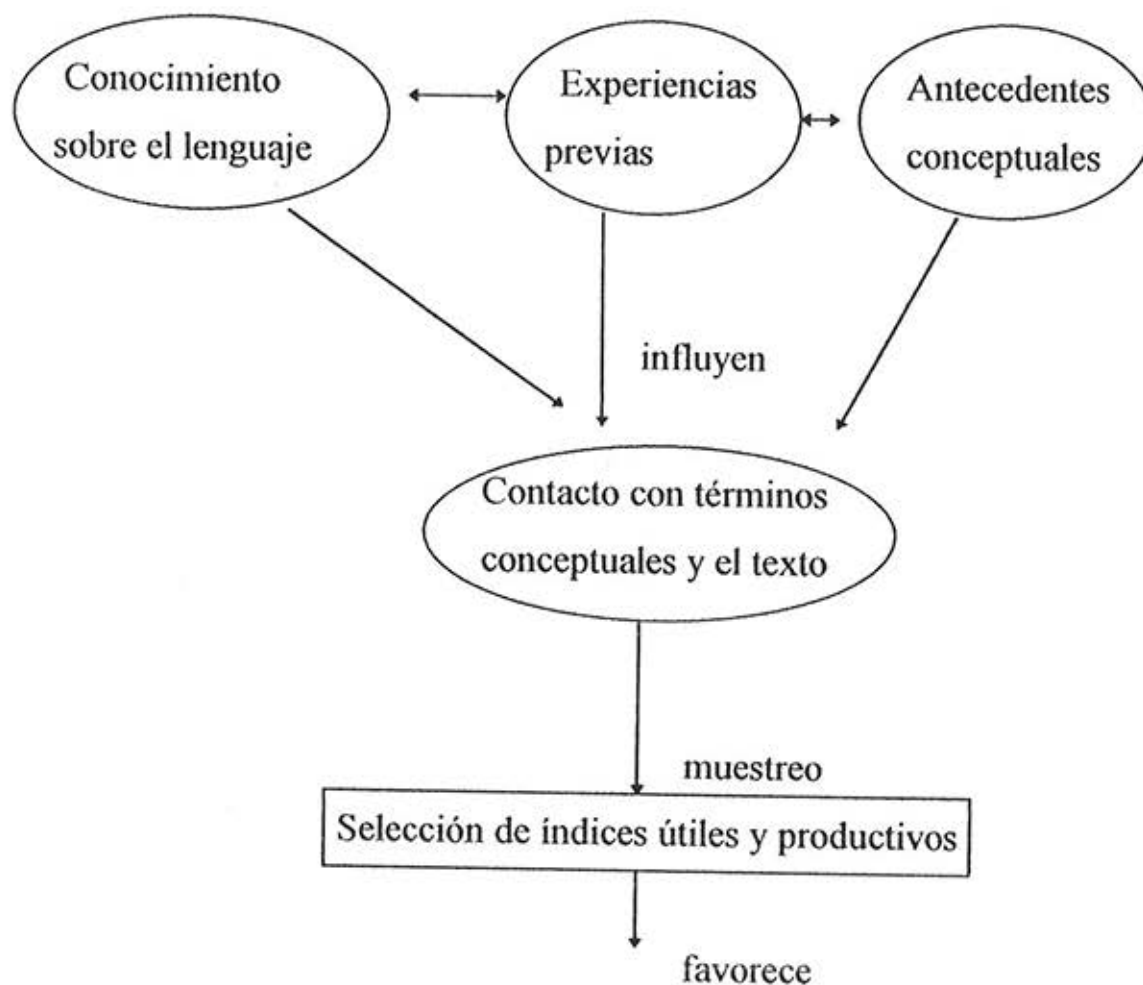 Conocimiento
sobre el lenguaje
Experiencias
previas
Antecedentes
conceptuales
influyen
Contacto con términos
conceptuales y el texto
muestreo
Selección de índices útiles y productivos
favorece